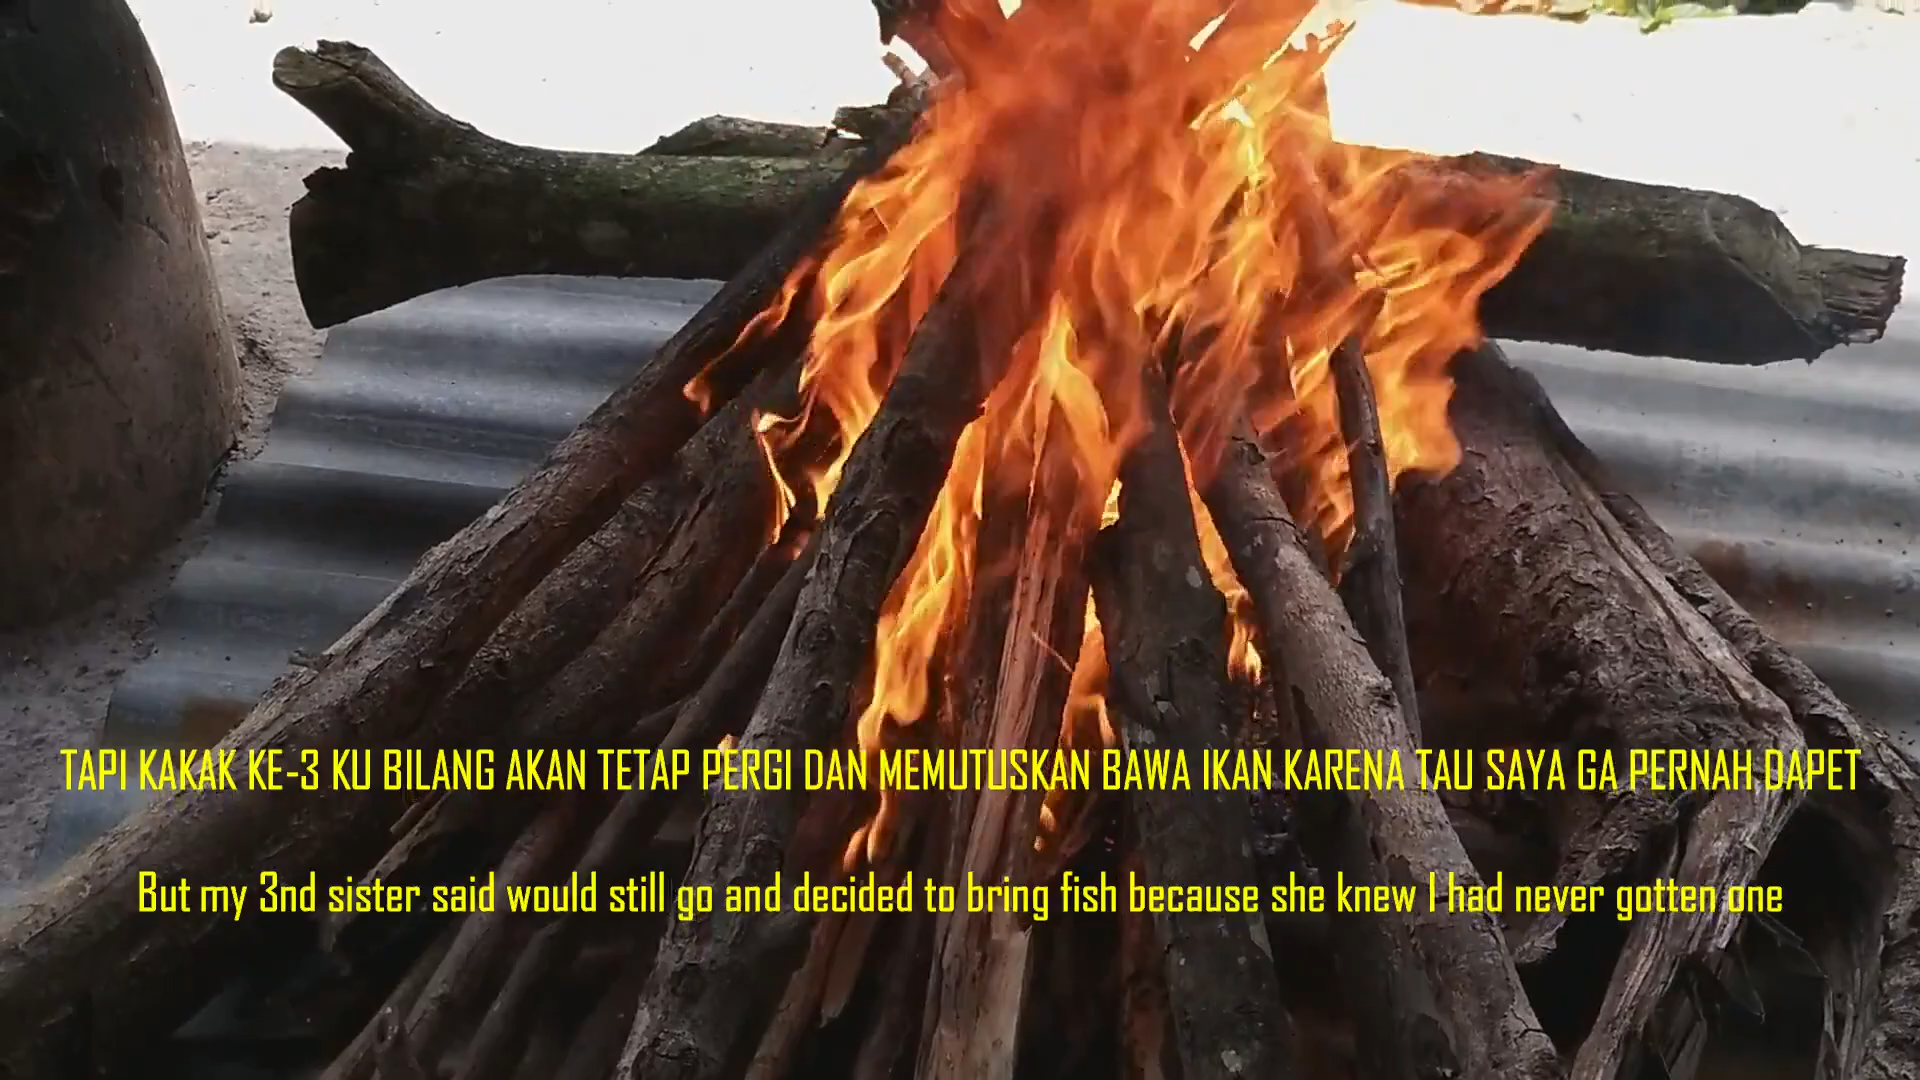 TAPI KAKAK KE-3 KU BILANG AKAN TETAP PERGI DAN MEMUTUSKAN BAWA IKAN KARENA TAU SAYA GA PERNAH DAPET
But my 3nd sister said would still go and decided to bring fish because she knew I had never gotten one